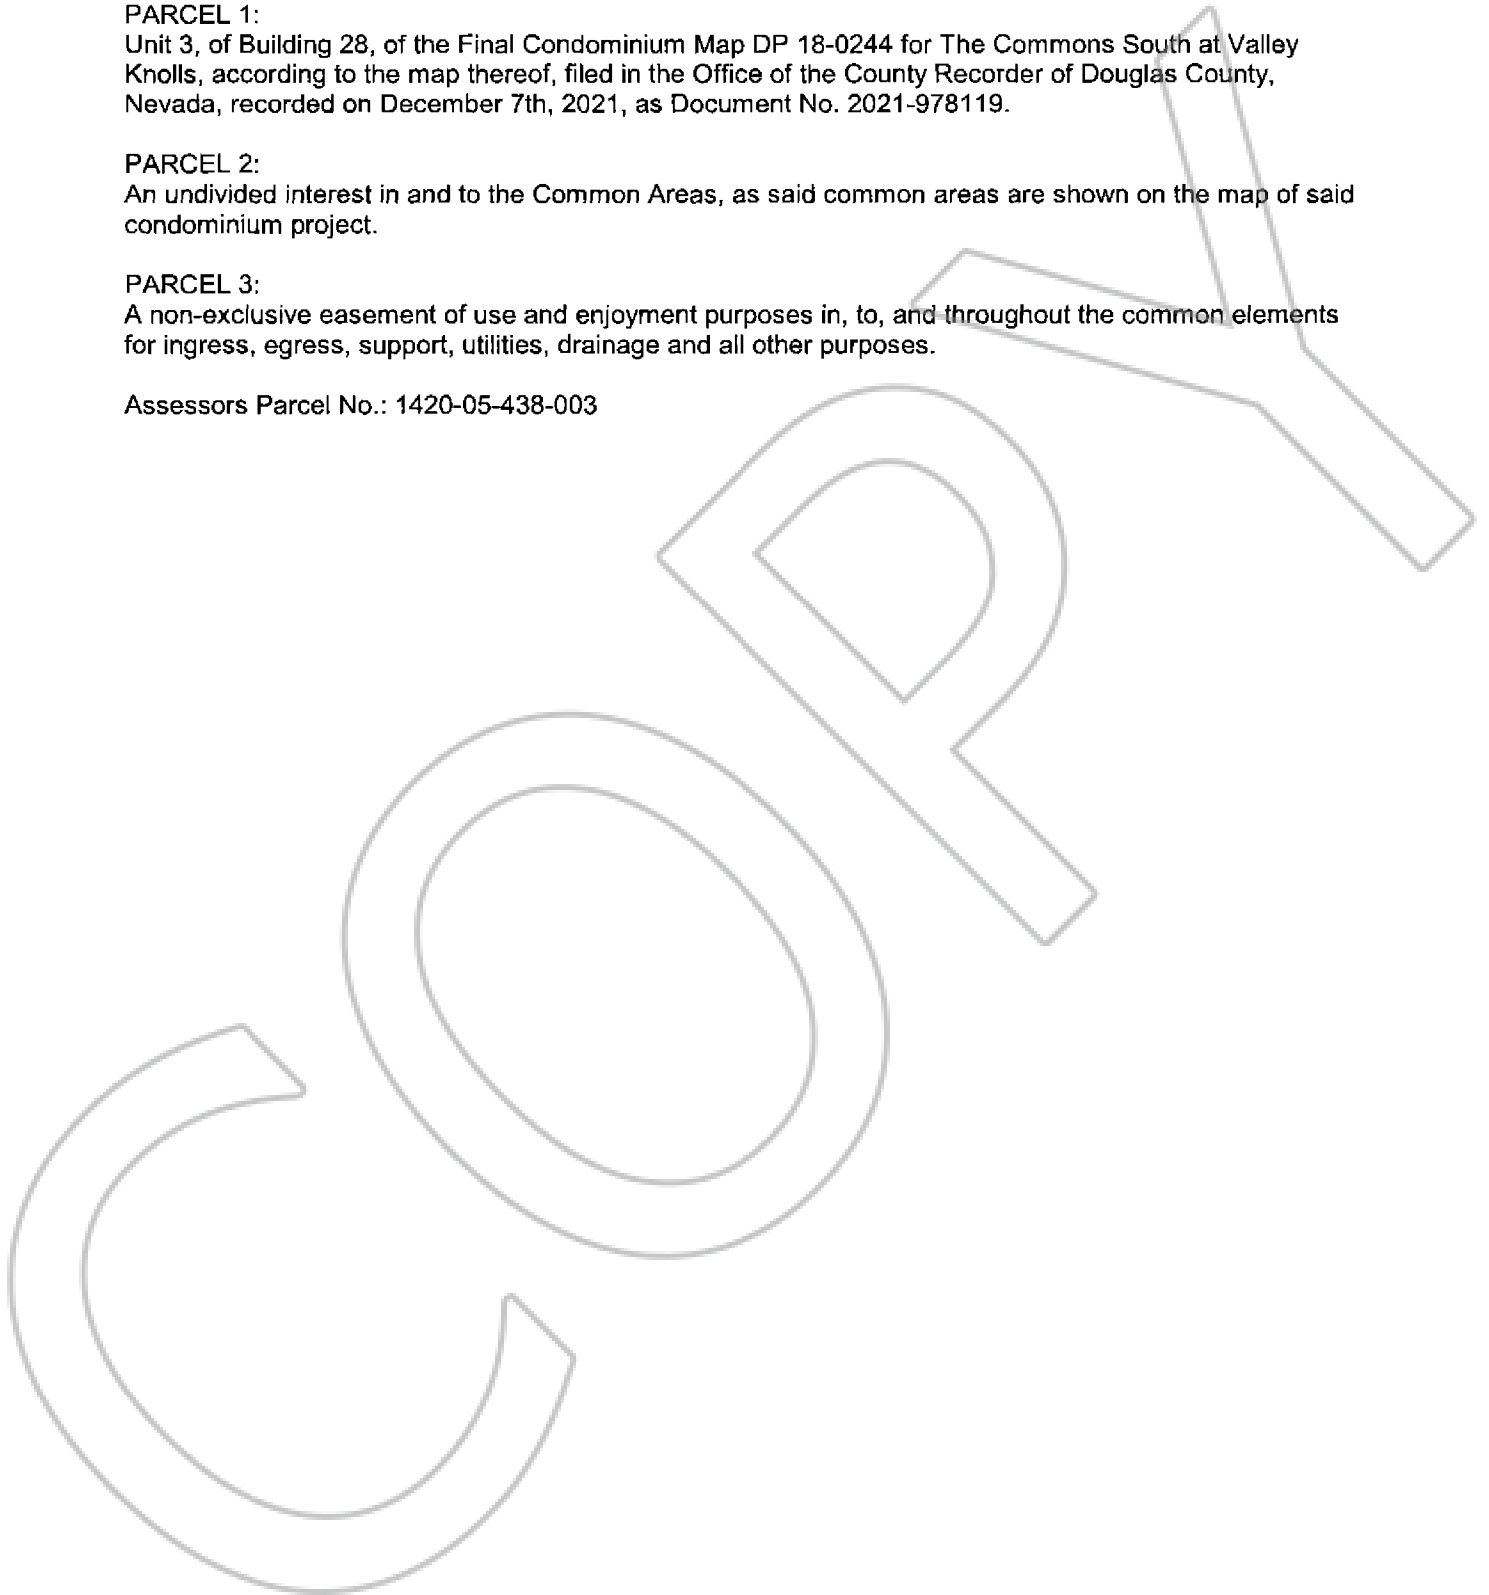 PARCEL 1:
Unit 3, of Building 28, of the Final Condominium Map DP 18-0244 for The Commons South at Valley
Knolls, according to the map thereof, filed in the Office of the County Recorder of Douglas County,
Nevada, recorded on December 7th, 2021, as Document No. 2021-978119.
PARCEL 2:
An undivided interest in and to the Common Areas, as said common areas are shown on the map of said
condominium project.
PARCEL 3:
A non-exclusive easement of use and enjoyment purposes in, to, and throughout the common elements
for ingress, egress, support, utilities, drainage and all other purposes.
Assessors Parcel No.: 1420-05-438-003
COPY